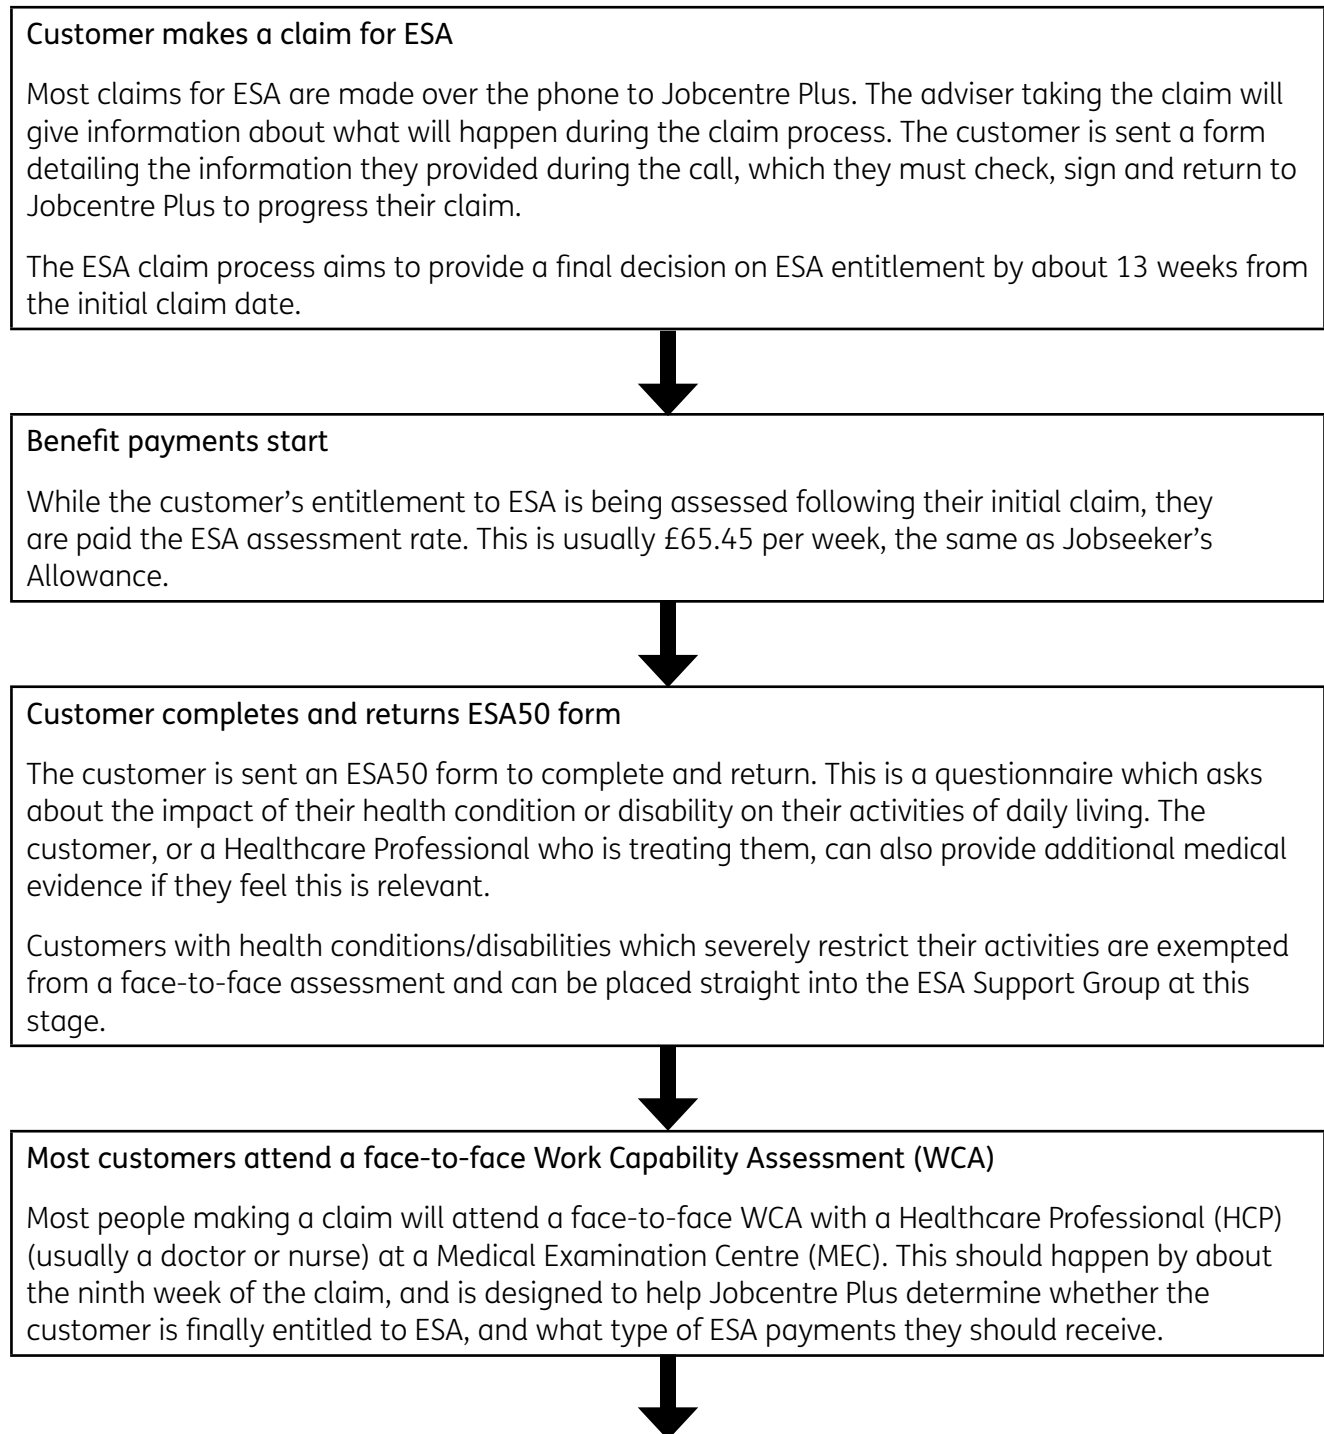 Customer makes a claim for ESA
Most claims for ESA are made over the phone to Jobcentre Plus. The adviser taking the claim will
give information about what will happen during the claim process. The customer is sent a form
detailing the information they provided during the call, which they must check, sign and return to
Jobcentre Plus to progress their claim.
The ESA claim process aims to provide a final decision on ESA entitlement by about 13 weeks from
the initial claim date.
Benefit payments start
While the customer’s entitlement to ESA is being assessed following their initial claim, they
are paid the ESA assessment rate. This is usually £65.45 per week, the same as Jobseeker’s
Allowance.
Customer completes and returns ESA50 form
The customer is sent an ESA50 form to complete and return. This is a questionnaire which asks
about the impact of their health condition or disability on their activities of daily living. The
customer, or a Healthcare Professional who is treating them, can also provide additional medical
evidence if they feel this is relevant.
Customers with health conditions/disabilities which severely restrict their activities are exempted
from a face-to-face assessment and can be placed straight into the ESA Support Group at this
stage.
Most customers attend a face-to-face Work Capability Assessment (WCA)
Most people making a claim will attend a face-to-face WCA with a Healthcare Professional (HCP)
(usually a doctor or nurse) at a Medical Examination Centre (MEC). This should happen by about
the ninth week of the claim, and is designed to help Jobcentre Plus determine whether the
customer is finally entitled to ESA, and what type of ESA payments they should receive.